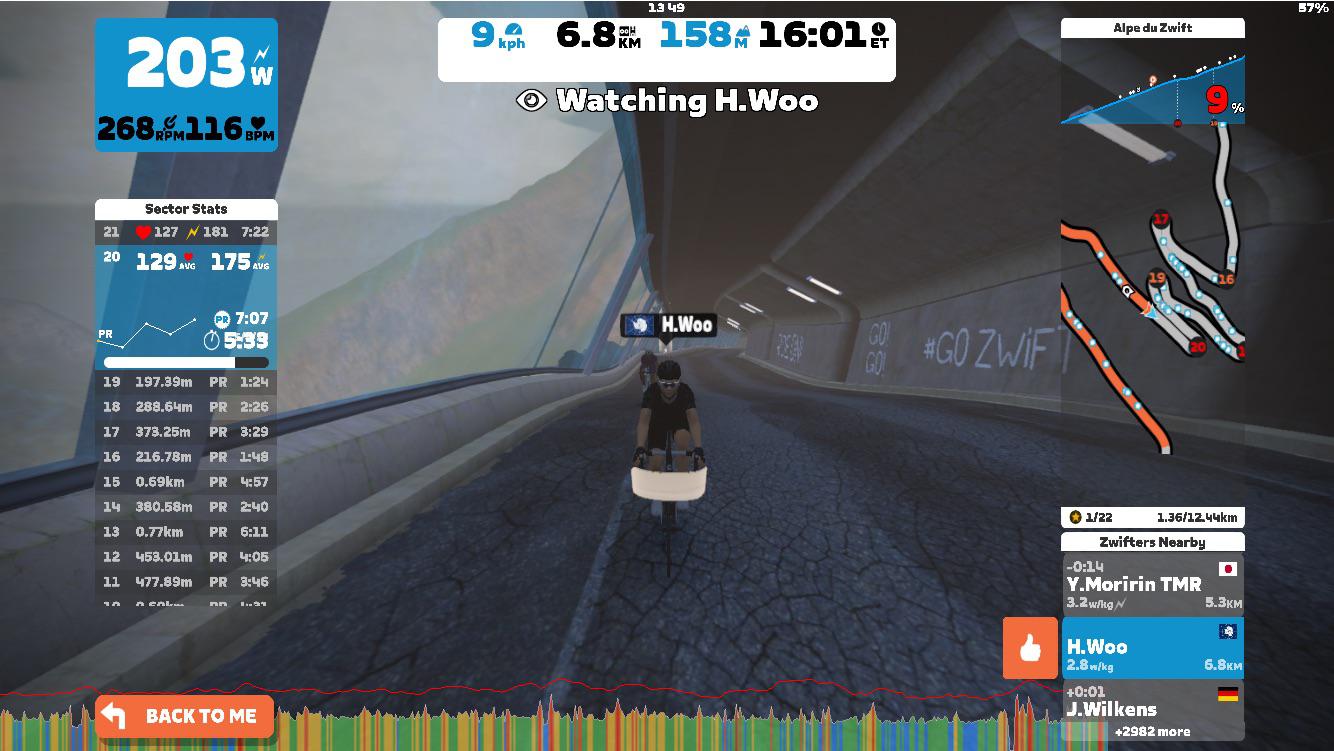 13 49
57%
203 W
268 RPM 116 BPM
9 kph 6.8 KM 158 M 16:01 ET
Watching H.Woo
Alpe du Zwift
9 %
Sector Stats
21 127 181 7:22
20 129 AVG 175 AVG
PR 7:07
PR
19 197.39m PR 1:24
18 288.64m PR 2:26
17 373.25m PR 3:29
16 216.78m PR 1:48
15 0.69km PR 4:57
14 380.58m PR 2:40
13 0.77km PR 6:11
12 453.01m PR 4:05
11 477.89m PR 3:46
H.Woo
GO!
GO!
#GO ZWIFT
17
16
19
20
1/22 1.36/12.44km
Zwifters Nearby
-0:14
Y.Moririn TMR
3.2 w/kg 5.3KM
H.Woo
2.8 w/kg 6.8KM
+0:01
J.Wilkens
+2982 more
BACK TO ME